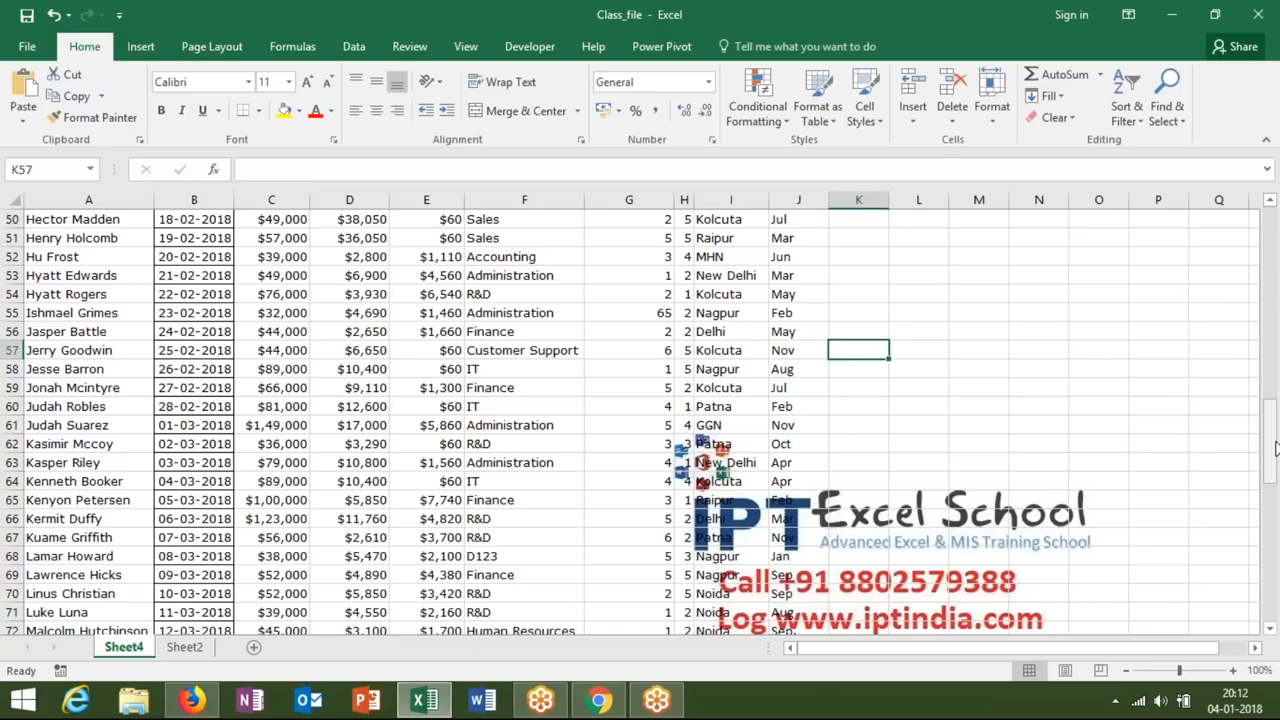 Class_file - Excel
Sign in
File Home Insert Page Layout Formulas Data Review View Developer Help Power Pivot Tell me what you want to do Share
Paste
Cut
Copy
Format Painter
Clipboard
Calibri 11
B I U
Font
Wrap Text
Merge & Center
Alignment
General
Number
Conditional Formatting
Format as Table
Cell Styles
Styles
Insert Delete Format
Cells
AutoSum
Fill
Clear
Sort & Filter
Find & Select
Editing
K57
A B C D E F G H I J K L M N O P Q
50 Hector Madden 18-02-2018 $49,000 $38,050 $60 Sales 2 5 Kolcuta Jul
51 Henry Holcomb 19-02-2018 $57,000 $36,050 $60 Sales 5 5 Raipur Mar
52 Hu Frost 20-02-2018 $39,000 $2,800 $1,110 Accounting 3 4 MHN Jun
53 Hyatt Edwards 21-02-2018 $49,000 $6,900 $4,560 Administration 1 2 New Delhi Mar
54 Hyatt Rogers 22-02-2018 $76,000 $3,930 $6,540 R&D 2 1 Kolcuta May
55 Ishmael Grimes 23-02-2018 $32,000 $4,690 $1,460 Administration 65 2 Nagpur Feb
56 Jasper Battle 24-02-2018 $44,000 $2,650 $1,660 Finance 2 2 Delhi May
57 Jerry Goodwin 25-02-2018 $44,000 $6,650 $60 Customer Support 6 5 Kolcuta Nov
58 Jesse Barron 26-02-2018 $89,000 $10,400 $60 IT 1 5 Nagpur Aug
59 Jonah Mcintyre 27-02-2018 $66,000 $9,110 $1,300 Finance 5 2 Kolcuta Jul
60 Judah Robles 28-02-2018 $81,000 $12,600 $60 IT 4 1 Patna Feb
61 Judah Suarez 01-03-2018 $1,49,000 $17,000 $5,860 Administration 5 4 GGN Nov
62 Kasimir Mccoy 02-03-2018 $36,000 $3,290 $60 R&D 3 3 Patna Oct
63 Kasper Riley 03-03-2018 $79,000 $10,800 $1,560 Administration 4 1 New Delhi Apr
64 Kenneth Booker 04-03-2018 $89,000 $10,400 $60 IT 4 4 Kolcuta Apr
65 Kenyon Petersen 05-03-2018 $1,00,000 $5,850 $7,740 Finance 3 1 Raipur Feb
66 Kermit Duffy 06-03-2018 $1,23,000 $11,760 $4,820 R&D 5 2 Delhi Mar
67 Kuame Griffith 07-03-2018 $56,000 $2,610 $3,700 R&D 6 2 Patna Nov
68 Lamar Howard 08-03-2018 $38,000 $5,470 $2,100 D123 5 3 Nagpur Jan
69 Lawrence Hicks 09-03-2018 $52,000 $4,890 $4,380 Finance 5 5 Nagpur Sep
70 Linus Christian 10-03-2018 $52,000 $5,850 $3,420 R&D 5 2 Noida Sep
71 Luke Luna 11-03-2018 $39,000 $4,550 $2,160 R&D 1 2 Noida Aug
72 Malcolm Hutchinson 12-03-2018 $45,000 $3,100 $1,700 Human Resources 1 2 Noida Sep
IPT Excel School
Advanced Excel & MIS Training School
Call +91 8802579388
Log www.iptindia.com
Sheet4 Sheet2
Ready
100%
20:12
04-01-2018